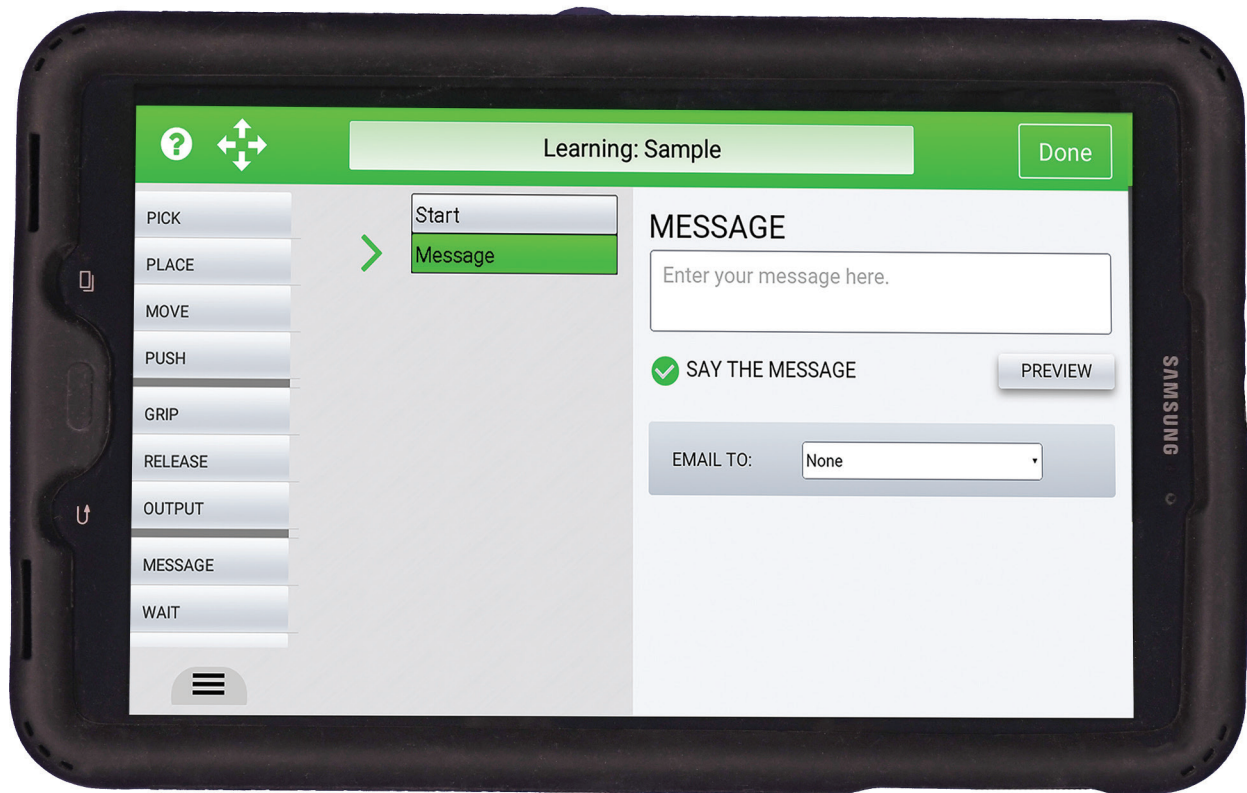 ?
Learning: Sample
Done
PICK
PLACE
MOVE
PUSH
GRIP
RELEASE
OUTPUT
MESSAGE
WAIT
Start
Message
MESSAGE
Enter your message here.
SAY THE MESSAGE
PREVIEW
EMAIL TO:
None
SAMSUNG